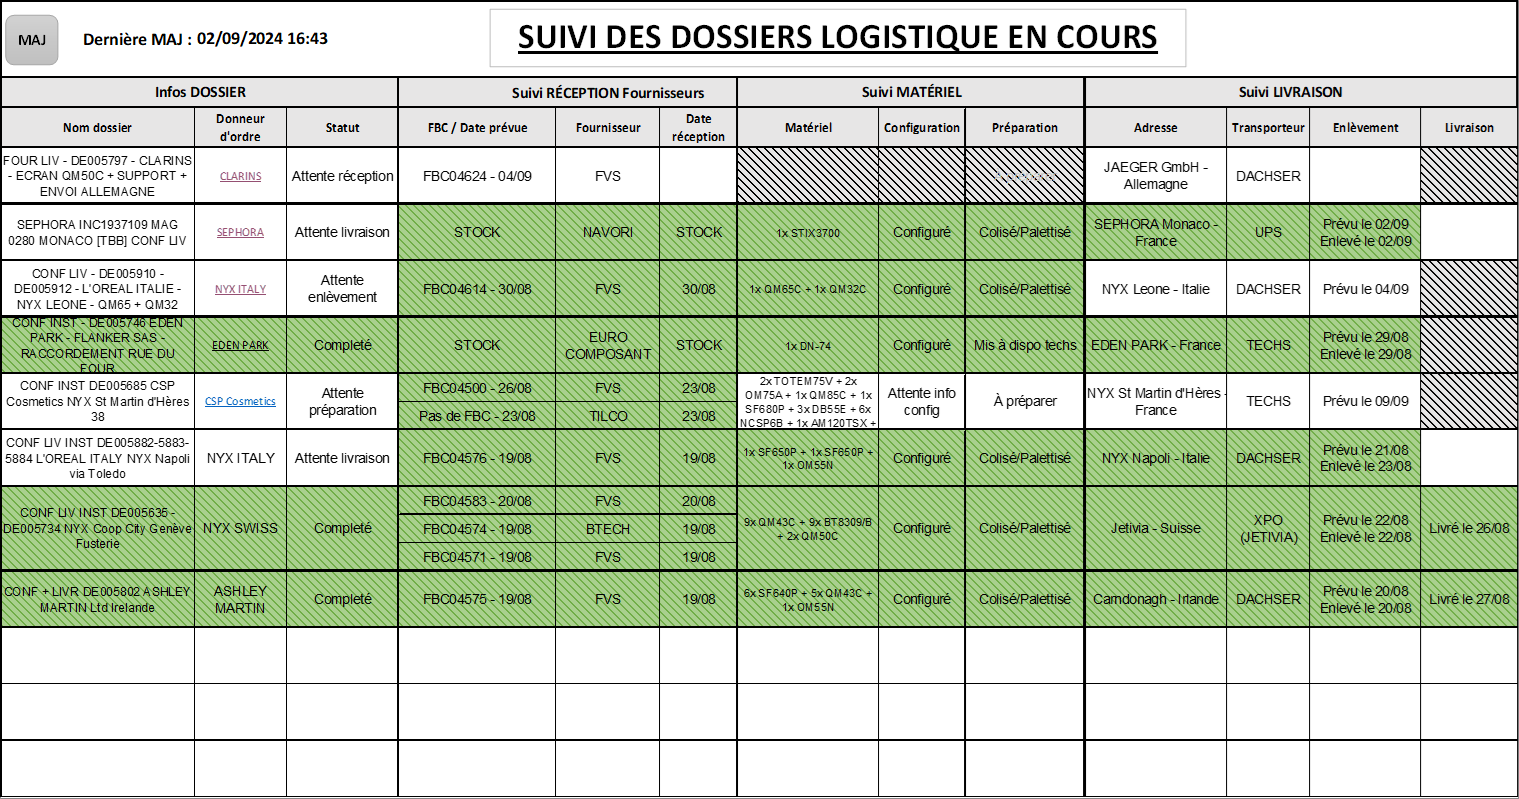 MAJ
Dernière MAJ : 02/09/2024 16:43
SUIVI DES DOSSIERS LOGISTIQUE EN COURS
Infos DOSSIER
Suivi RÉCEPTION Fournisseurs
Suivi MATÉRIEL
Suivi LIVRAISON
Nom dossier
Donneur
d'ordre
Statut
FBC / Date prévue
Fournisseur
Date
réception
Matériel
Configuration
Préparation
Adresse
Transporteur
Enlèvement
Livraison
FOUR LIV - DE005797 - CLARINS
- ECRAN QM50C + SUPPORT +
ENVOI ALLEMAGNE
CLARINS
Attente réception
FBC04624 - 04/09
FVS
JAEGER GmbH -
Allemagne
DACHSER
SEPHORA INC1937109 MAG
0280 MONACO [TBB] CONF LIV
SEPHORA
Attente livraison
STOCK
NAVORI
STOCK
1x STIX3700
Configuré
Colisé/Palettisé
SEPHORA Monaco -
France
UPS
Prévu le 02/09
Enlevé le 02/09
CONF LIV - DE005910 -
DE005912 - L'OREAL ITALIE -
NYX LEONE - QM65 + QM32
NYX ITALY
Attente
enlèvement
FBC04614 - 30/08
FVS
30/08
1x QM65C + 1x QM32C
Configuré
Colisé/Palettisé
NYX Leone - Italie
DACHSER
Prévu le 04/09
CONF INST - DE005746 EDEN
PARK - FLANKER SAS -
RACCORDEMENT RUE DU
FOUR
EDEN PARK
Completé
STOCK
EURO
COMPOSANT
STOCK
1x DN-74
Configuré
Mis à dispo techs
EDEN PARK - France
TECHS
Prévu le 29/08
Enlevé le 29/08
CONF INST DE005685 CSP
Cosmetics NYX St Martin d'Hères
38
CSP Cosmetics
Attente
préparation
FBC04500 - 26/08
FVS
23/08
Pas de FBC - 23/08
TILCO
23/08
2x TOTEM75V + 2x
OM75A + 1x QM85C + 1x
SF680P + 3x DB55E + 6x
NCSP6B + 1x AM120TSX +
Attente info
config
À préparer
NYX St Martin d'Hères -
France
TECHS
Prévu le 09/09
CONF LIV INST DE005882-5883-
5884 L'OREAL ITALY NYX Napoli
via Toledo
NYX ITALY
Attente livraison
FBC04576 - 19/08
FVS
19/08
1x SF650P + 1x SF650P +
1x OM55N
Configuré
Colisé/Palettisé
NYX Napoli - Italie
DACHSER
Prévu le 21/08
Enlevé le 23/08
CONF LIV INST DE005635 -
DE005734 NYX Coop City Genève
Fusterie
NYX SWISS
Completé
FBC04583 - 20/08
FVS
20/08
FBC04574 - 19/08
BTECH
19/08
FBC04571 - 19/08
FVS
19/08
9x QM43C + 9x BT8309/B
+ 2x QM50C
Configuré
Colisé/Palettisé
Jetivia - Suisse
XPO
(JETIVIA)
Prévu le 22/08
Enlevé le 22/08
Livré le 26/08
CONF + LIVR DE005802 ASHLEY
MARTIN Ltd Irelande
ASHLEY
MARTIN
Completé
FBC04575 - 19/08
FVS
19/08
6x SF640P + 5x QM43C +
1x OM55N
Configuré
Colisé/Palettisé
Carndonagh - Irlande
DACHSER
Prévu le 20/08
Enlevé le 20/08
Livré le 27/08